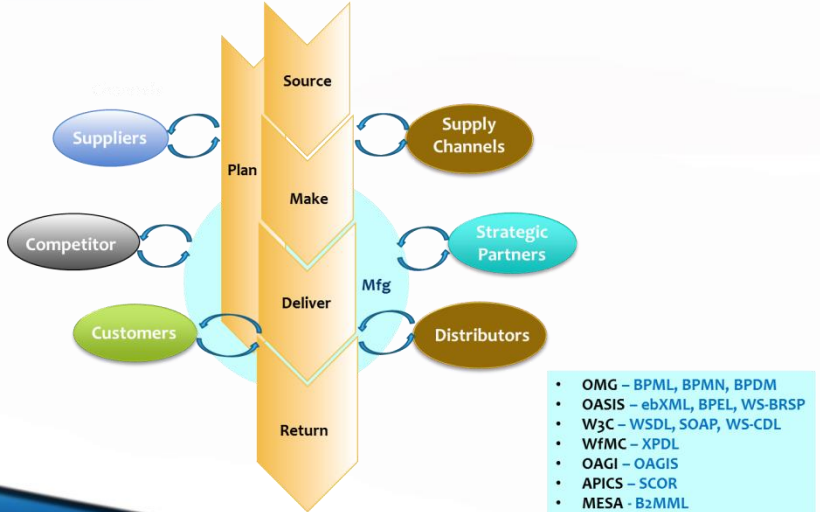 Source
Suppliers
Supply
Channels
Plan
Make
Competitor
Strategic
Partners
Mfg
Deliver
Customers
Distributors
Return
• OMG – BPML, BPMN, BPDM
• OASIS – ebXML, BPEL, WS-BRSP
• W3C – WSDL, SOAP, WS-CDL
• WfMC – XPDL
• OAGI – OAGIS
• APICS – SCOR
• MESA - B2MML